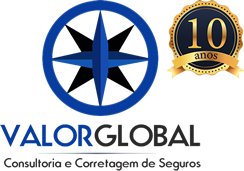 10
anos
VALORGLOBAL
Consultoria e Corretagem de Seguros